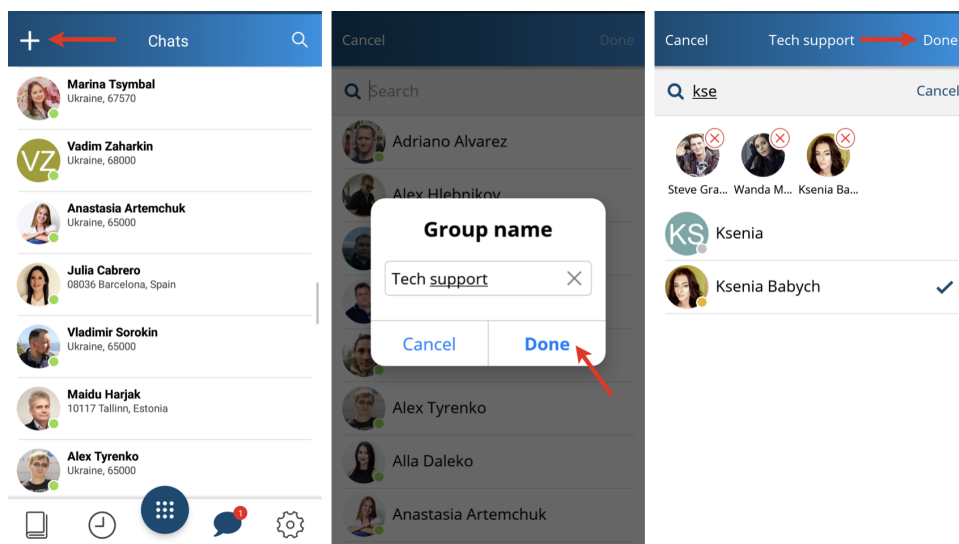 Chats
Marina Tsymbal
Ukraine, 67570
VZ
Vadim Zaharkin
Ukraine, 68000
Anastasia Artemchuk
Ukraine, 65000
Julia Cabrero
08036 Barcelona, Spain
Vladimir Sorokin
Ukraine, 65000
Maidu Harjak
10117 Tallinn, Estonia
Alex Tyrenko
Ukraine, 65000
1
Cancel Done
Search
Adriano Alvarez
Alex Hlebnikov
Group name
Tech support
Cancel Done
Alex Tyrenko
Alla Daleko
Anastasia Artemchuk
Cancel Tech support Done
kse Cancel
Steve Gra... Wanda M... Ksenia Ba...
KS Ksenia
Ksenia Babych